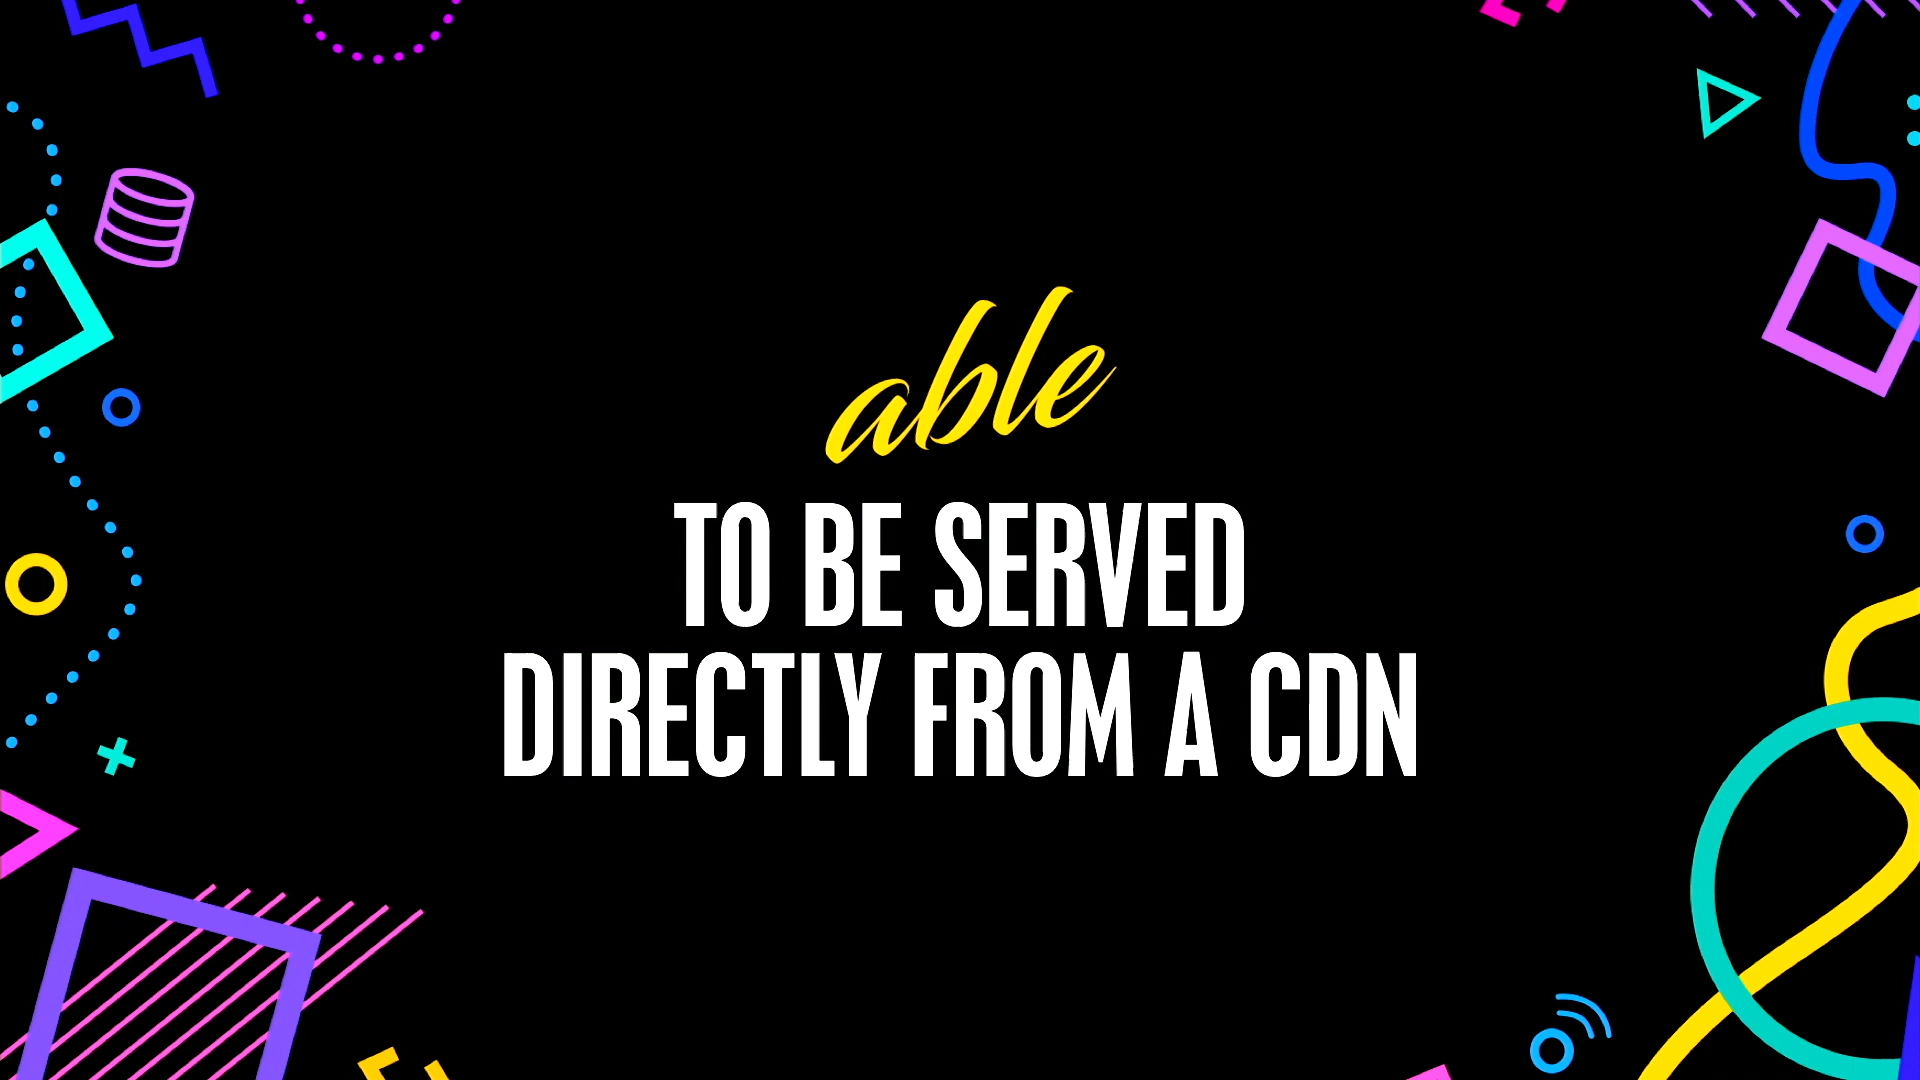 able
TO BE SERVED
DIRECTLY FROM A CDN